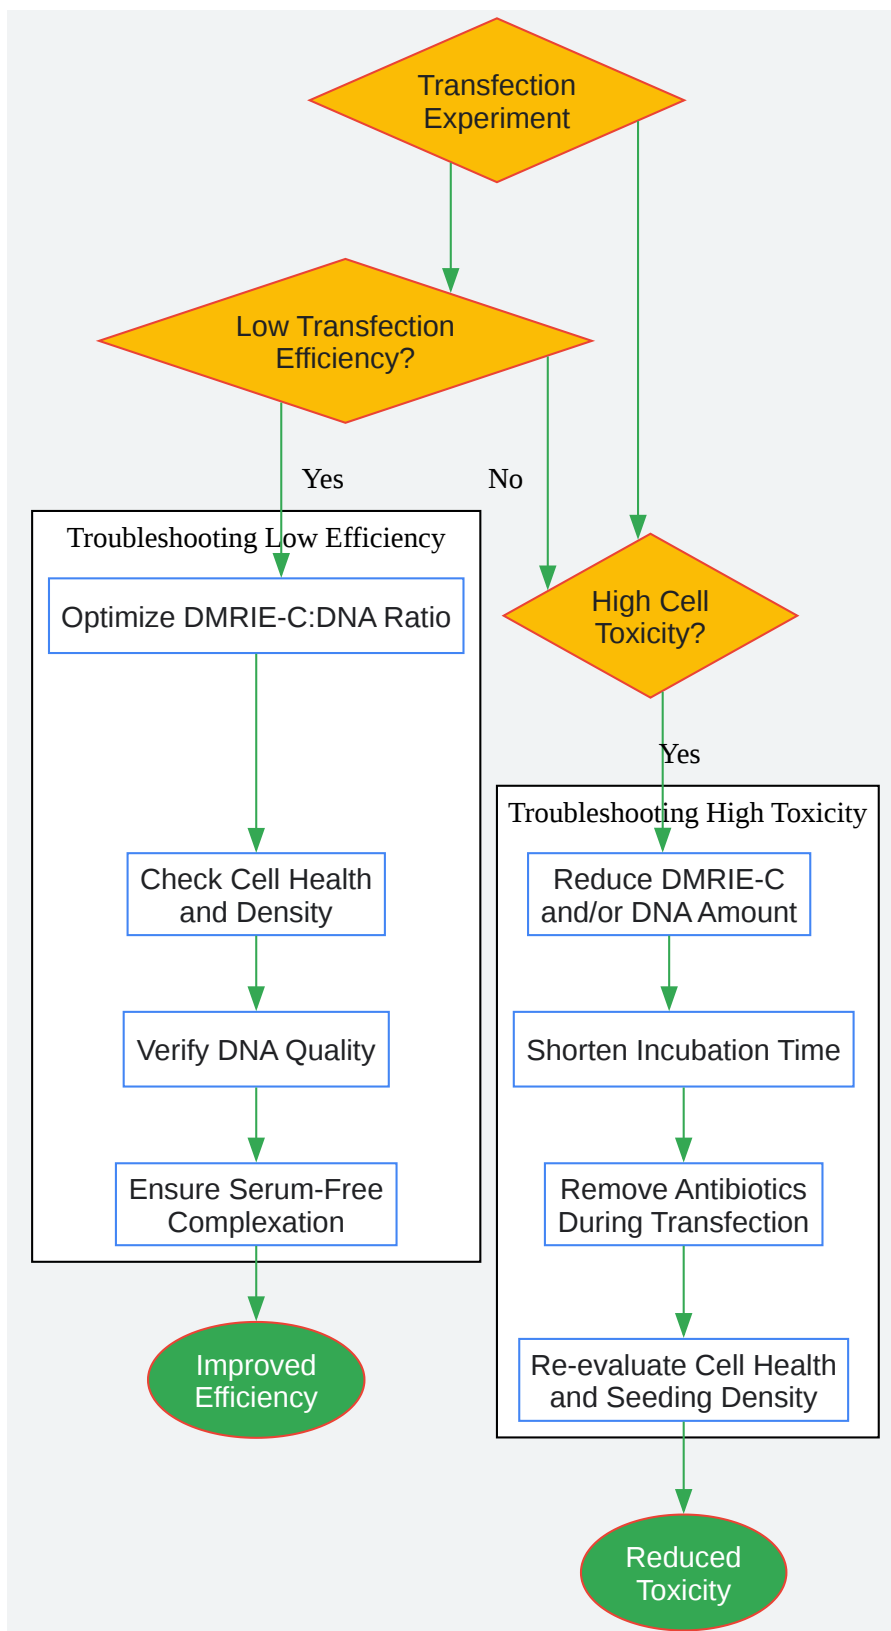 Transfection
Experiment
Low Transfection
Efficiency?
Yes
No
Troubleshooting Low Efficiency
Optimize DMRIE-C:DNA Ratio
High Cell
Toxicity?
Yes
Troubleshooting High Toxicity
Check Cell Health
and Density
Reduce DMRIE-C
and/or DNA Amount
Verify DNA Quality
Shorten Incubation Time
Ensure Serum-Free
Complexation
Remove Antibiotics
During Transfection
Improved
Efficiency
Re-evaluate Cell Health
and Seeding Density
Reduced
Toxicity